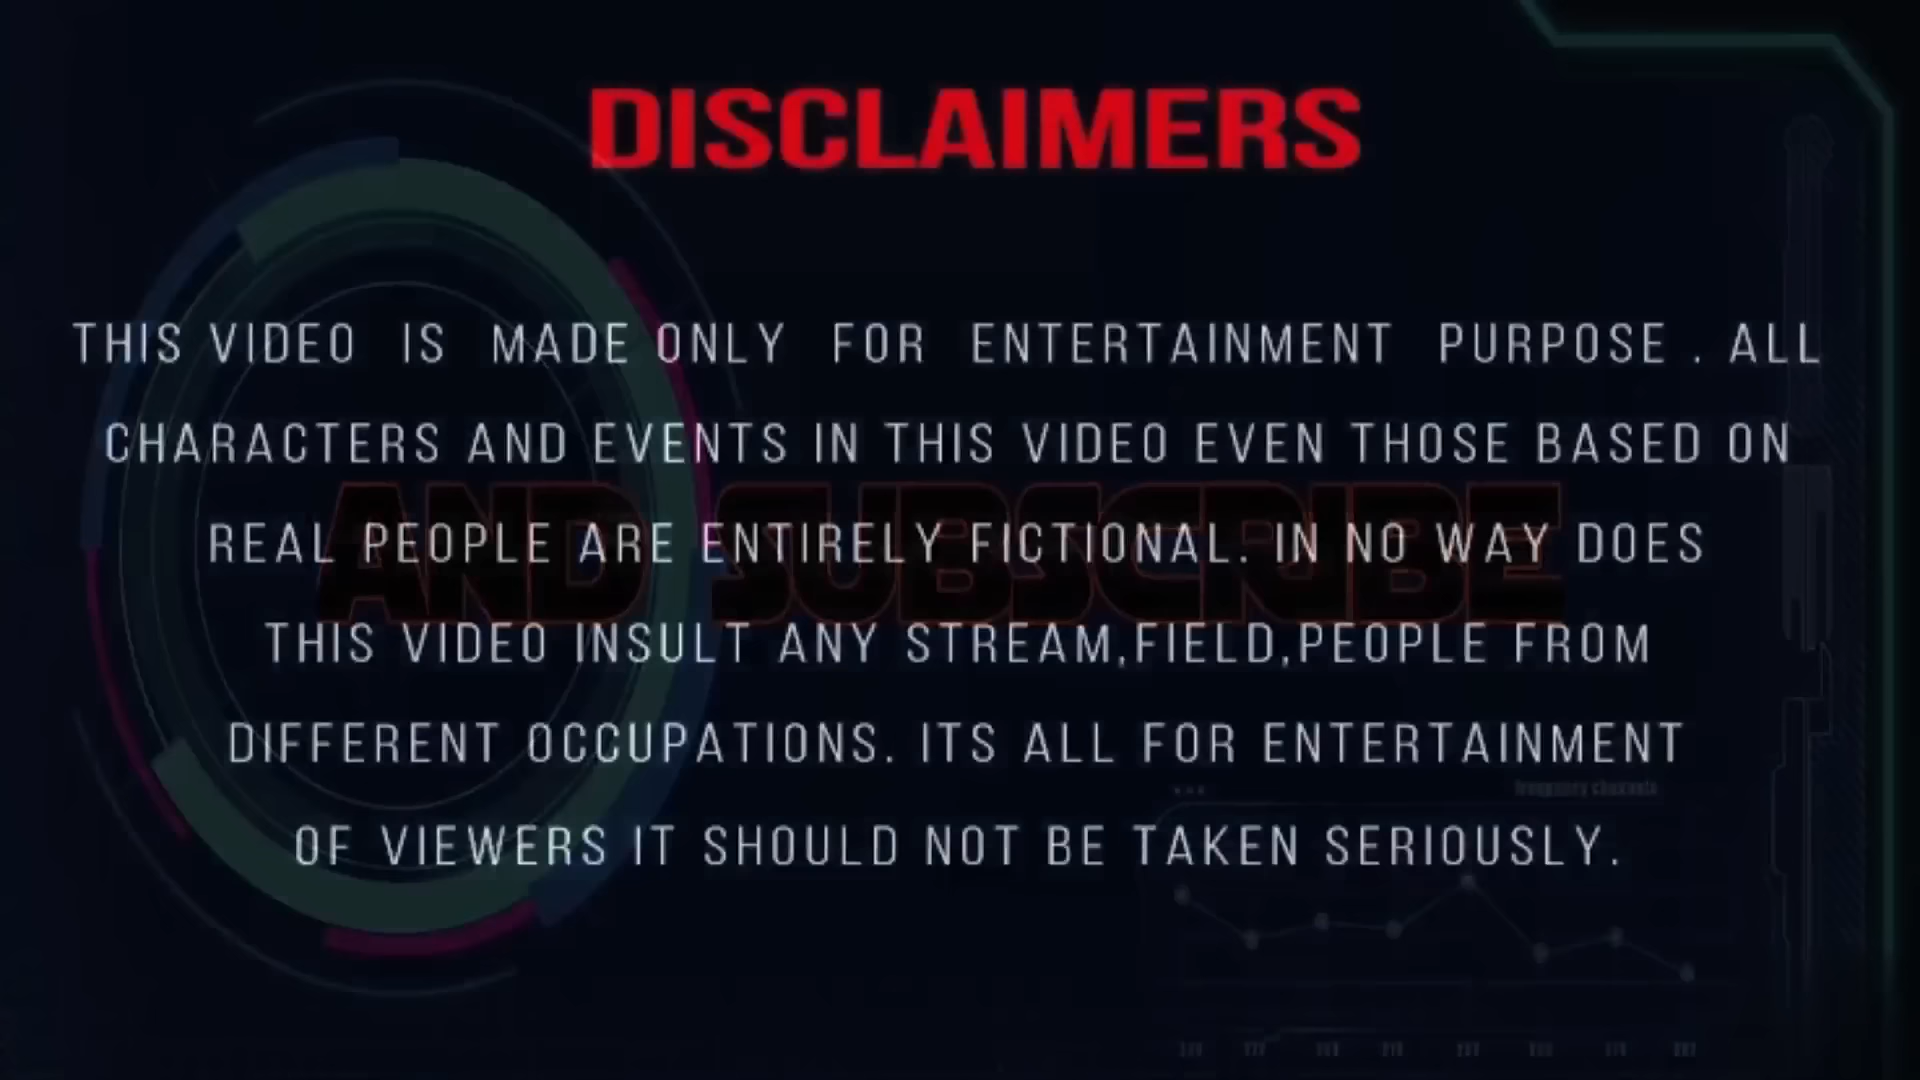 DISCLAIMERS
THIS VIDEO IS MADE ONLY FOR ENTERTAINMENT PURPOSE . ALL
CHARACTERS AND EVENTS IN THIS VIDEO EVEN THOSE BASED ON
AND SUBSCRIBE
REAL PEOPLE ARE ENTIRELY FICTIONAL. IN NO WAY DOES
THIS VIDEO INSULT ANY STREAM,FIELD,PEOPLE FROM
DIFFERENT OCCUPATIONS. ITS ALL FOR ENTERTAINMENT
OF VIEWERS IT SHOULD NOT BE TAKEN SERIOUSLY.